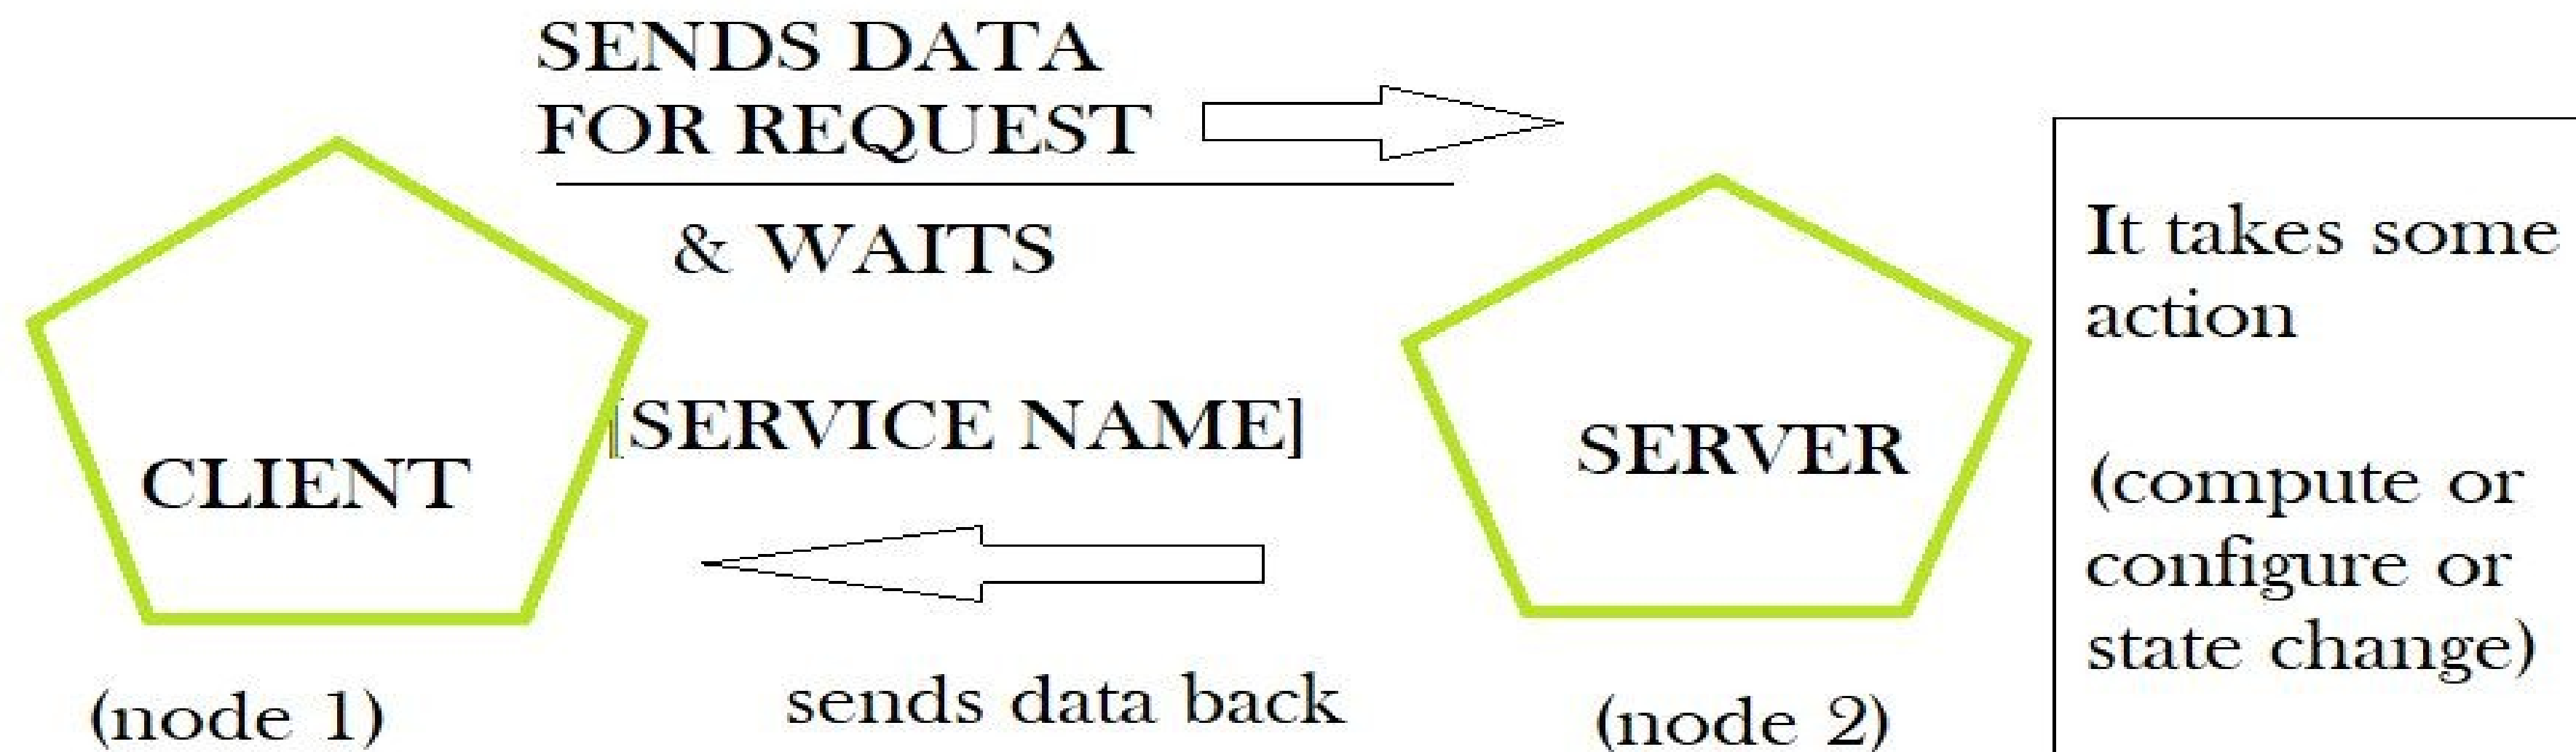 SENDS DATA
FOR REQUEST
& WAITS
[SERVICE NAME]
CLIENT
SERVER
sends data back
(node 1)
(node 2)
It takes some
action
(compute or
configure or
state change)